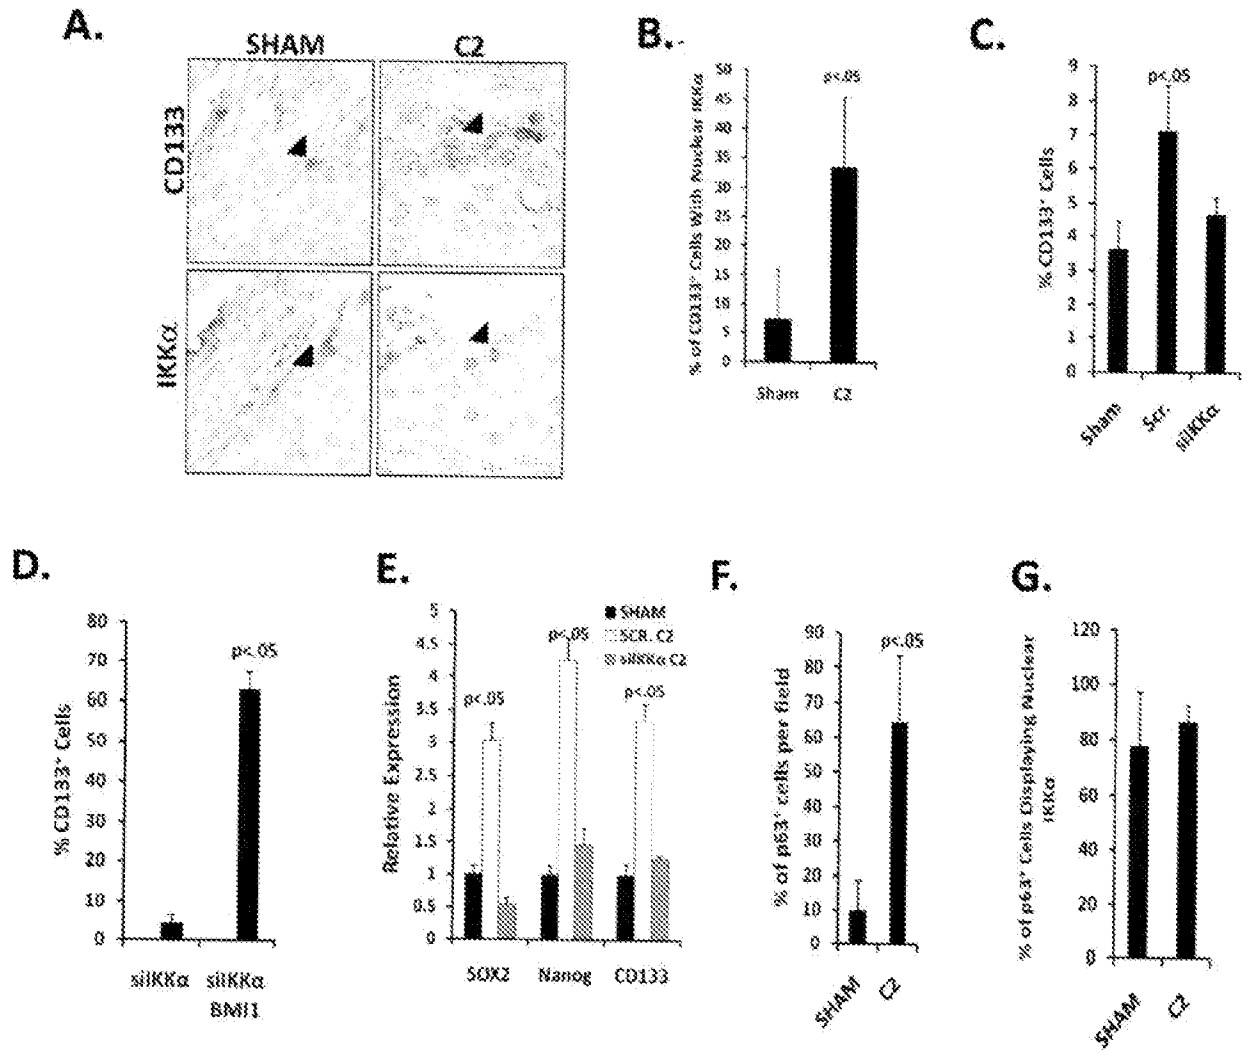 A.
SHAM
C2
CD133
IKKα
B.
% of CD133⁺ Cells With Nuclear IKKα
50
45
40
35
30
25
20
15
10
5
0
p<.05
Sham
C2
C.
% CD133⁺ Cells
9
8
7
6
5
4
3
2
1
0
p<.05
Sham
Scr.
siIKKα
D.
% CD133⁺ Cells
80
70
60
50
40
30
20
10
0
p<.05
siIKKα
siIKKα
BMI1
E.
Relative Expression
5
4.5
4
3.5
3
2.5
2
1.5
1
0.5
0
SHAM
SCR. C2
siIKKα C2
p<.05
p<.05
p<.05
SOX2
Nanog
CD133
F.
% of p63⁺ cells per field
90
80
70
60
50
40
30
20
10
0
p<.05
SHAM
C2
G.
% of p63⁺ Cells Displaying Nuclear
IKKα
120
100
80
60
40
20
0
SHAM
C2